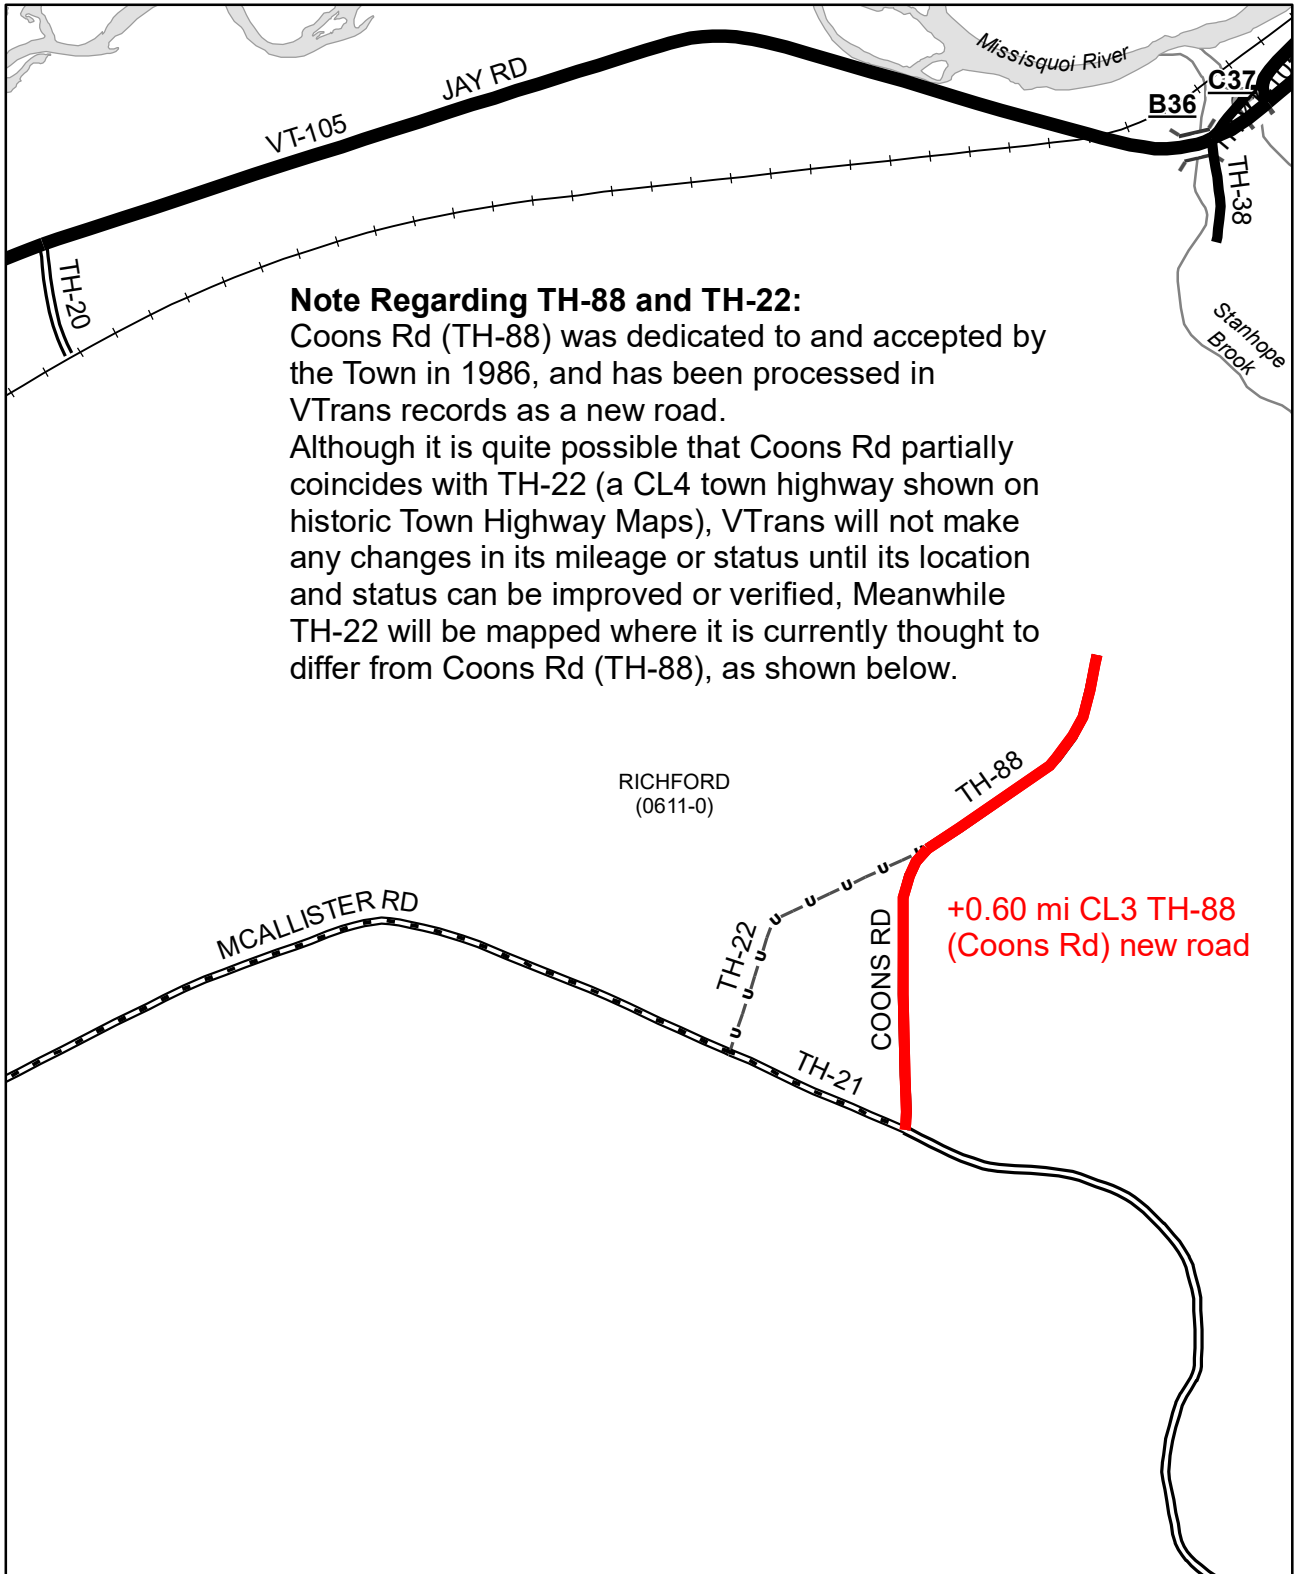 Missisquoi River
C37
B36
JAY RD
VT-105
TH-38
TH-20
Stanhope
Brook
Note Regarding TH-88 and TH-22:
Coons Rd (TH-88) was dedicated to and accepted by
the Town in 1986, and has been processed in
VTrans records as a new road.
Although it is quite possible that Coons Rd partially
coincides with TH-22 (a CL4 town highway shown on
historic Town Highway Maps), VTrans will not make
any changes in its mileage or status until its location
and status can be improved or verified, Meanwhile
TH-22 will be mapped where it is currently thought to
differ from Coons Rd (TH-88), as shown below.
RICHFORD
(0611-0)
TH-88
MCALLISTER RD
TH-22
COONS RD
+0.60 mi CL3 TH-88
(Coons Rd) new road
TH-21